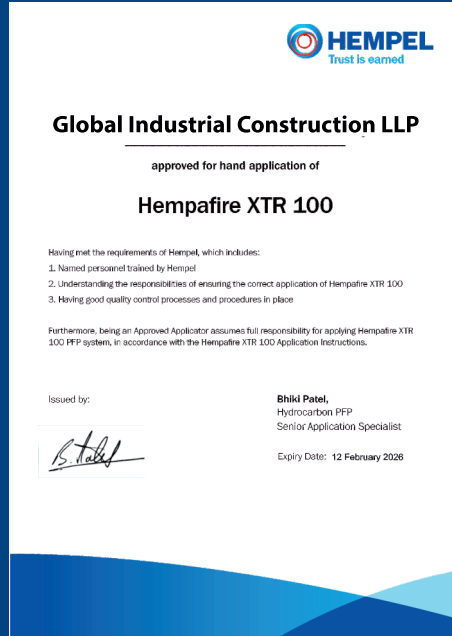 HEMPEL
Trust is earned
Global Industrial Construction LLP
approved for hand application of
Hempafire XTR 100
Having met the requirements of Hempel, which includes:
1. Named personnel trained by Hempel
2. Understanding the responsibilities of ensuring the correct application of Hempafire XTR 100
3. Having good quality control processes and procedures in place
Furthermore, being an Approved Applicator assumes full responsibility for applying Hempafire XTR
100 PFP system, in accordance with the Hempafire XTR 100 Application Instructions.
Issued by:
Bhiki Patel,
Hydrocarbon PFP
Senior Application Specialist
Expiry Date: 12 February 2026